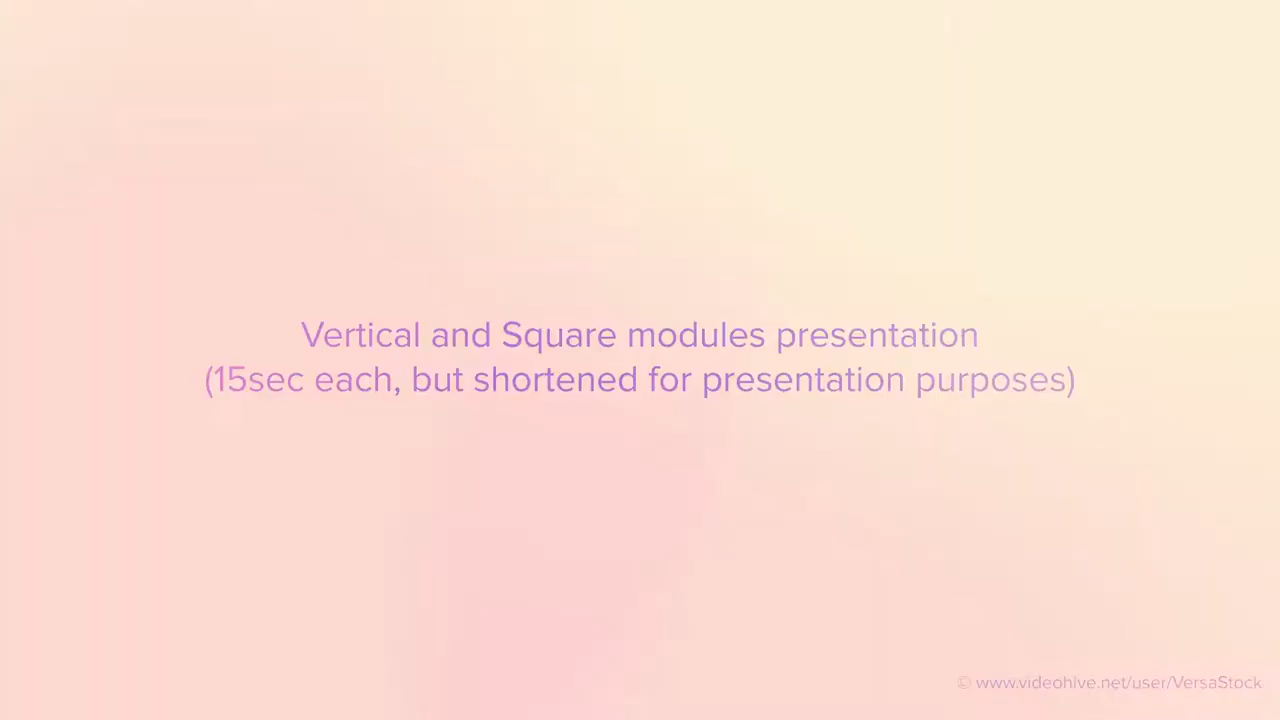 Vertical and Square modules presentation
(15sec each, but shortened for presentation purposes)
© www.videohive.net/user/VersaStock